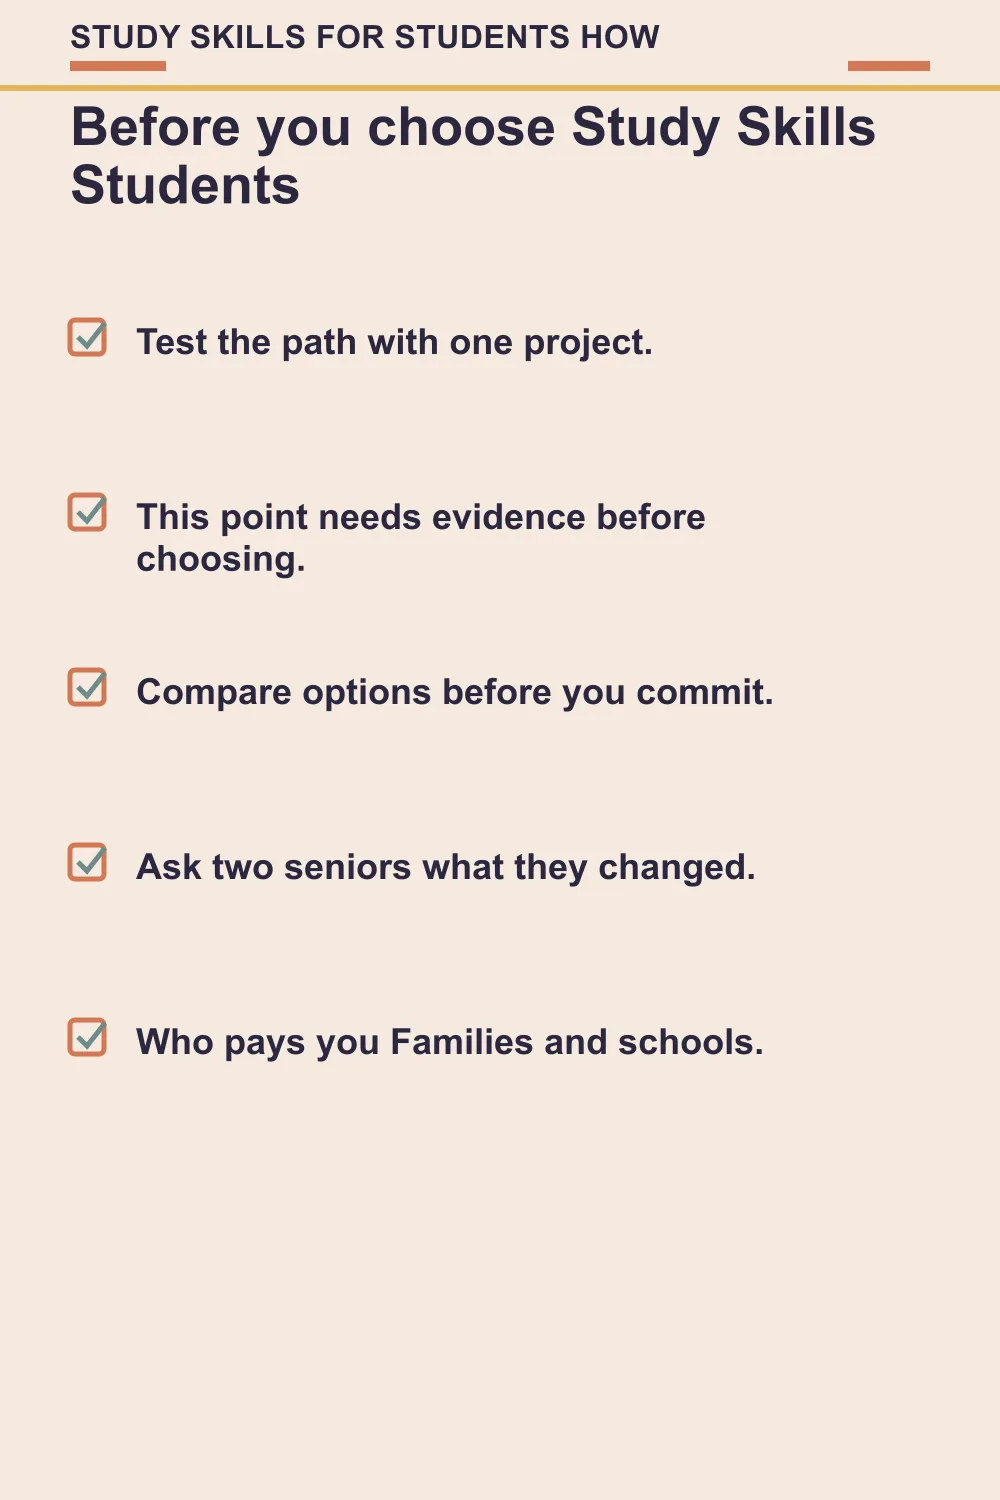 STUDY SKILLS FOR STUDENTS HOW
Before you choose Study Skills
Students
Test the path with one project.
This point needs evidence before
choosing.
Compare options before you commit.
Ask two seniors what they changed.
Who pays you Families and schools.